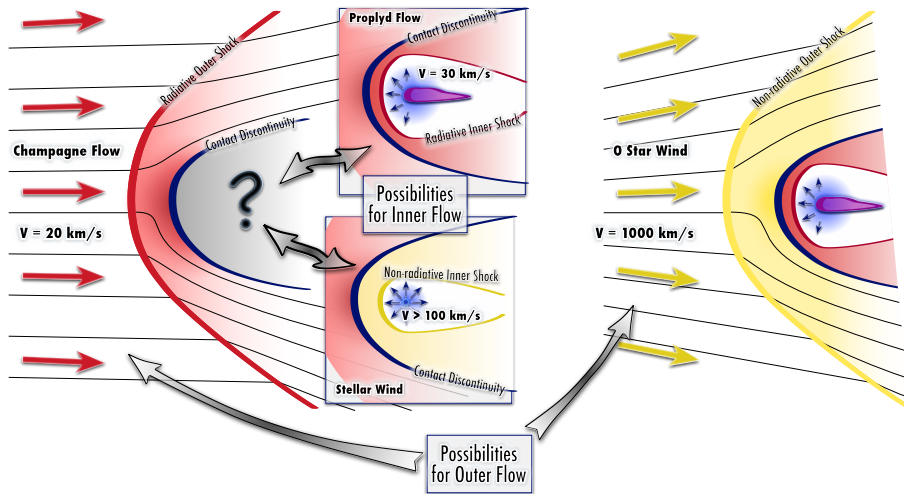 Proplyd Flow
Contact Discontinuity
V = 30 km/s
Radiative Inner Shock
Radiative Outer Shock
Champagne Flow
Contact Discontinuity
?
V = 20 km/s
Possibilities
for Inner Flow
Non-radiative Inner Shock
V > 100 km/s
Contact Discontinuity
Stellar Wind
Non-radiative Outer Shock
O Star Wind
V = 1000 km/s
Possibilities
for Outer Flow